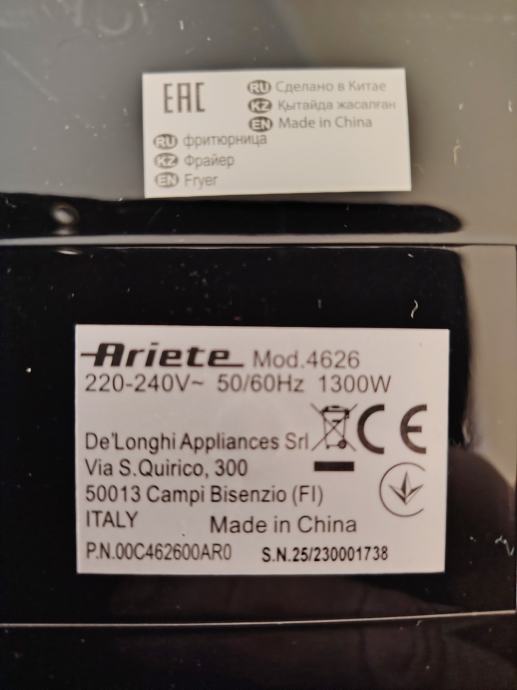 EAC
RU Сделано в Китае
KZ Қытайда жасалған
EN Made in China
RU фритюрница
KZ Фрайер
EN Fryer
Ariete Mod.4626
220-240V~ 50/60Hz 1300W
CE
De'Longhi Appliances Srl
Via S.Quirico, 300
50013 Campi Bisenzio (FI)
ITALY Made in China
P.N.00C462600AR0 S.N.25/230001738